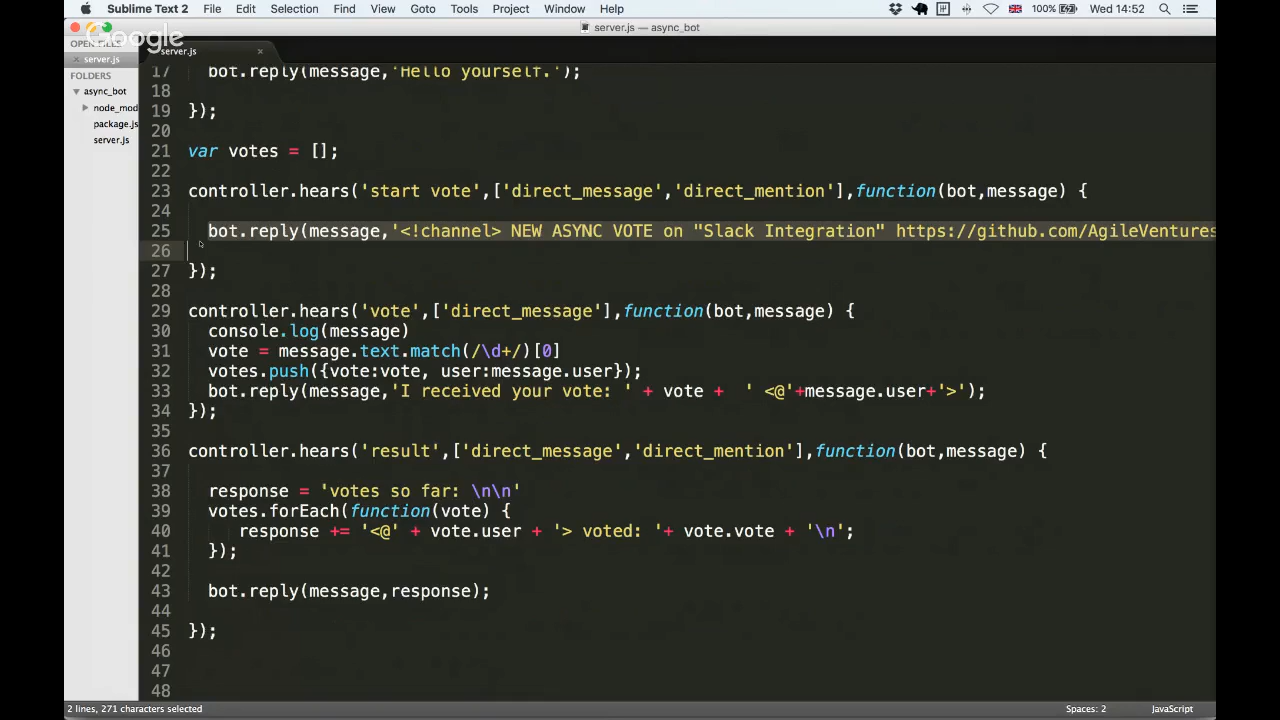 Sublime Text 2 File Edit Selection Find View Goto Tools Project Window Help 100% Wed 14:52
server.js — async_bot
Google
OPEN FILES
server.js
server.js
FOLDERS
async_bot
node_mod
package.js
server.js
17 bot.reply(message,'Hello yourself.');
18
19 });
20
21 var votes = [];
22
23 controller.hears('start vote',['direct_message','direct_mention'],function(bot,message) {
24
25 bot.reply(message,'<!channel> NEW ASYNC VOTE on "Slack Integration" https://github.com/AgileVentures
26
27 });
28
29 controller.hears('vote',['direct_message'],function(bot,message) {
30 console.log(message)
31 vote = message.text.match(/\d+/)[0]
32 votes.push({vote:vote, user:message.user});
33 bot.reply(message,'I received your vote: ' + vote + ' <@'+message.user+'>');
34 });
35
36 controller.hears('result',['direct_message','direct_mention'],function(bot,message) {
37
38 response = 'votes so far: \n\n'
39 votes.forEach(function(vote) {
40 response += '<@' + vote.user + '> voted: '+ vote.vote + '\n';
41 });
42
43 bot.reply(message,response);
44
45 });
46
47
48
2 lines, 271 characters selected Spaces: 2 JavaScript